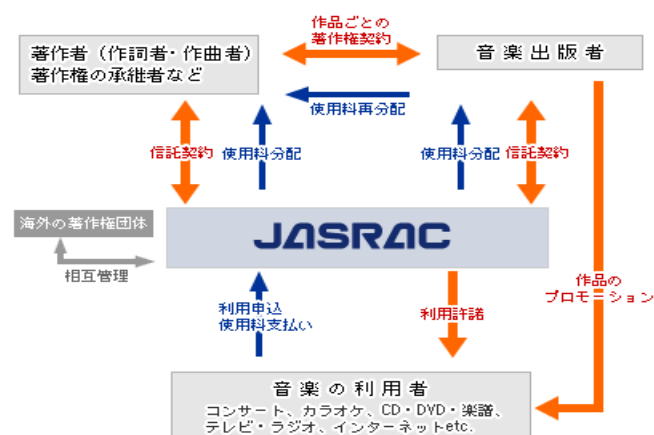 作品ごとの
著作権契約
著作者（作詞者・作曲者）
著作権の承継者など
音楽出版者
使用料再分配
信託契約
使用料分配
使用料分配
信託契約
海外の著作権団体
JASRAC
相互管理
作品の
プロモーション
利用申込
使用料支払い
利用許諾
音楽の利用者
コンサート、カラオケ、CD・DVD・楽譜、
テレビ・ラジオ、インターネットetc.